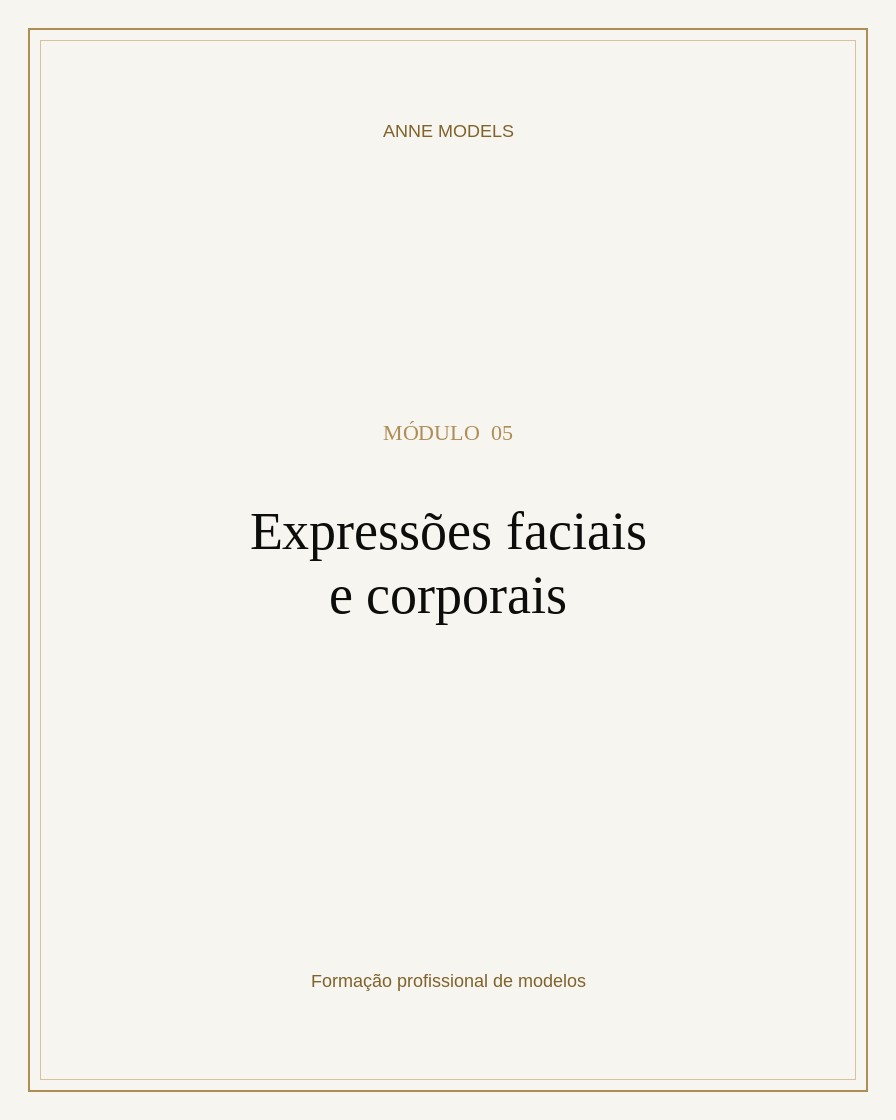 ANNE MODELS
MÓDULO 05
Expressões faciais
e corporais
Formação profissional de modelos